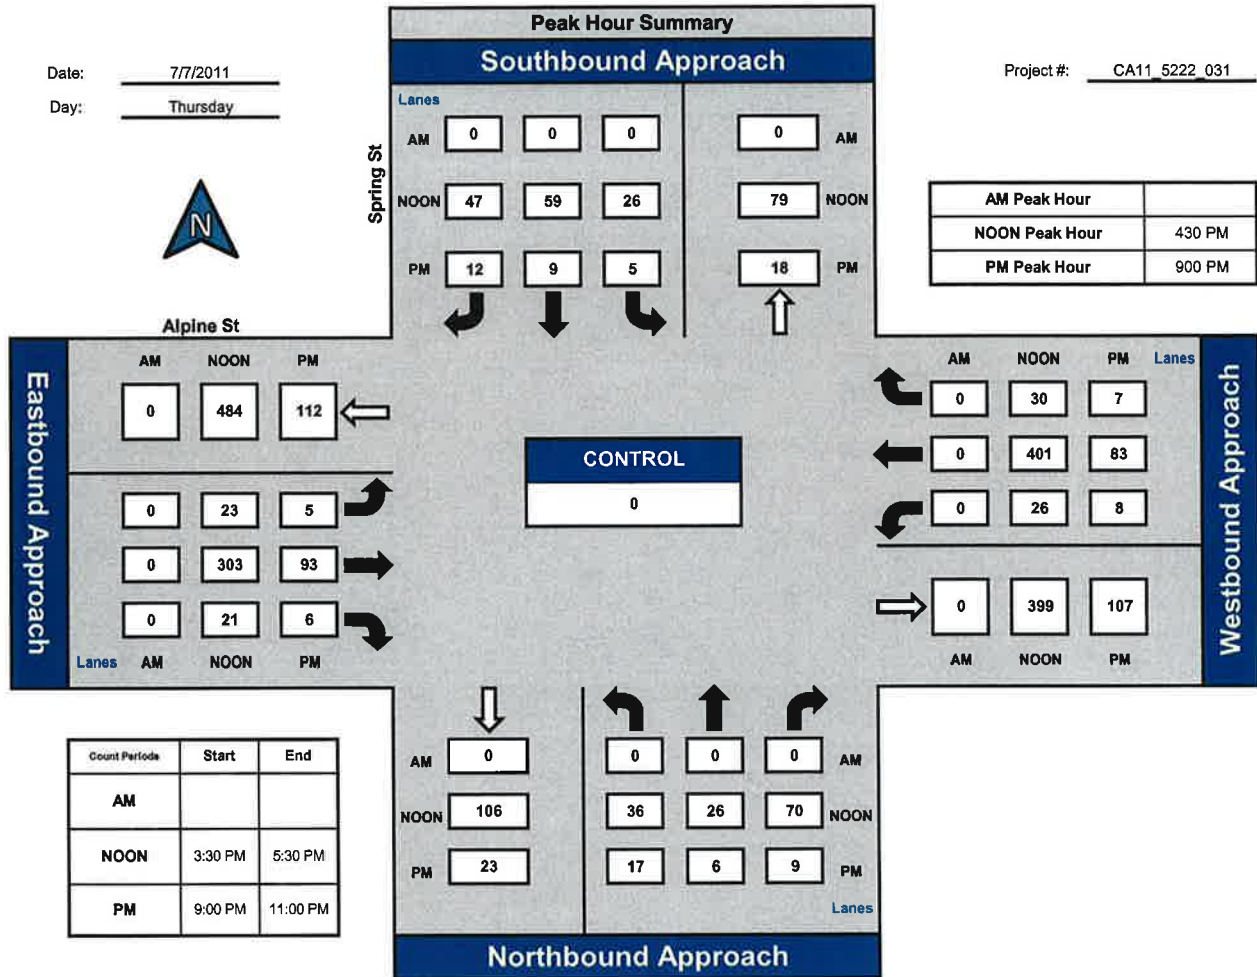 Peak Hour Summary
Southbound Approach
Date: 7/7/2011
Project #: CA11_5222_031
Day: Thursday
Spring St
Lanes
AM 0 0 0 0 AM
NOON 47 59 26 79 NOON
PM 12 9 5 18 PM
N
AM Peak Hour
NOON Peak Hour 430 PM
PM Peak Hour 900 PM
Alpine St
Eastbound Approach
AM NOON PM
0 484 112
0 23 5
0 303 93
0 21 6
Lanes AM NOON PM
CONTROL
0
Westbound Approach
AM NOON PM Lanes
0 30 7
0 401 83
0 26 8
0 399 107
AM NOON PM
Count Periods Start End
AM
NOON 3:30 PM 5:30 PM
PM 9:00 PM 11:00 PM
AM 0 0 0 0 AM
NOON 106 36 26 70 NOON
PM 23 17 6 9 PM
Lanes
Northbound Approach